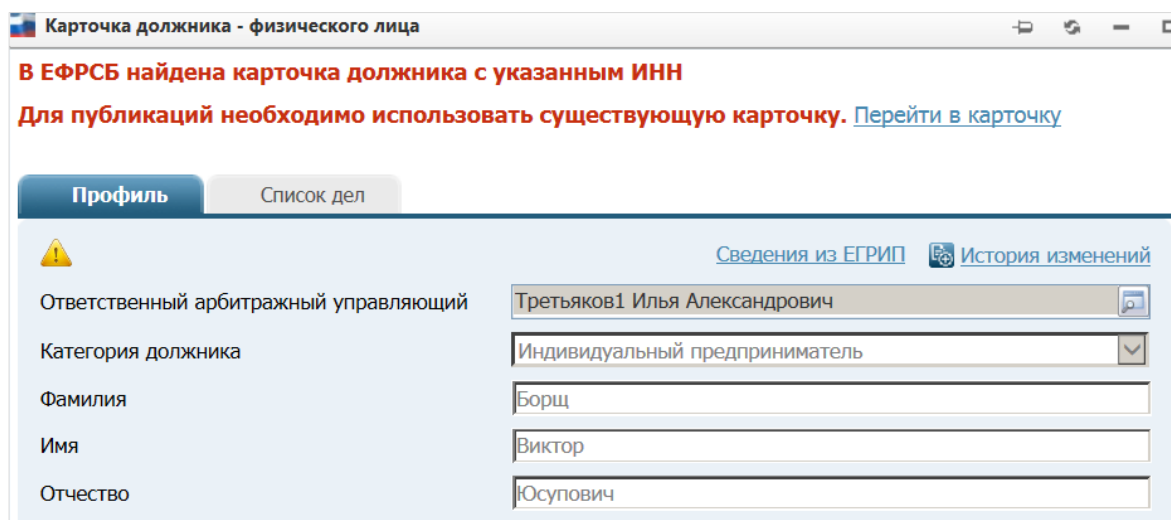 Карточка должника - физического лица
В ЕФРСБ найдена карточка должника с указанным ИНН
Для публикаций необходимо использовать существующую карточку. Перейти в карточку
Профиль Список дел
Сведения из ЕГРИП История изменений
Ответственный арбитражный управляющий Третьяков1 Илья Александрович
Категория должника Индивидуальный предприниматель
Фамилия Борщ
Имя Виктор
Отчество Юсупович